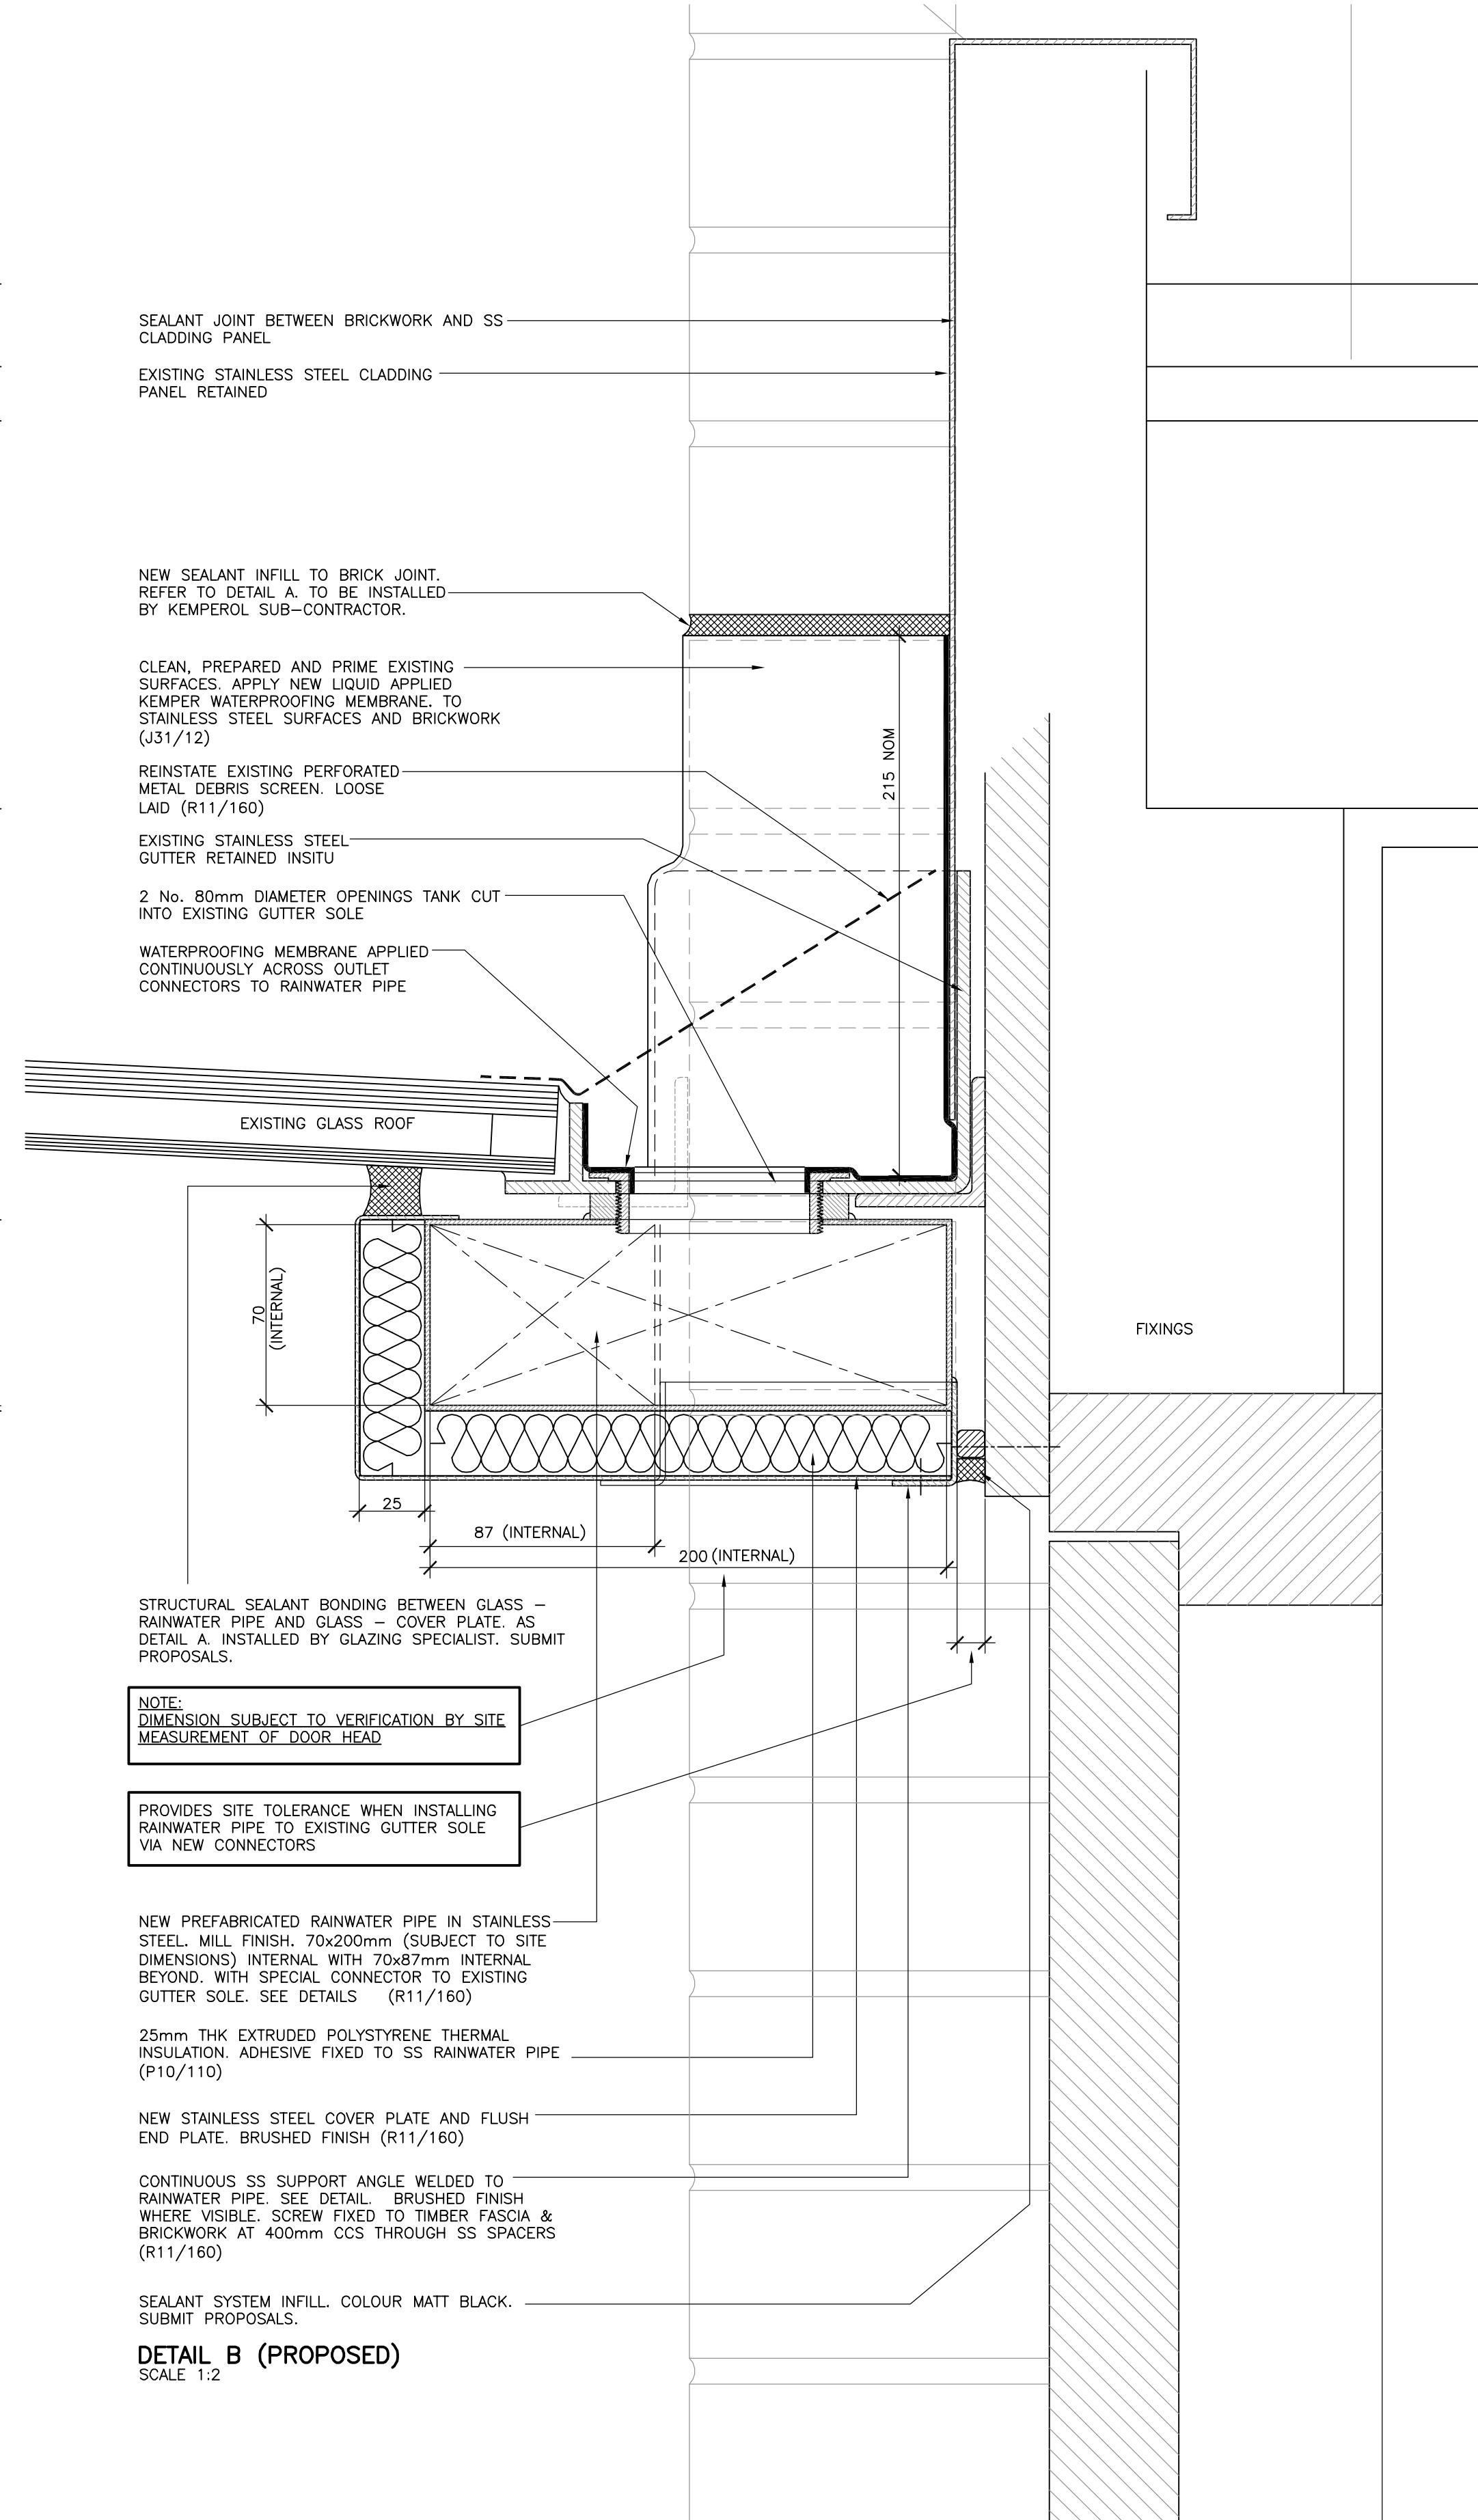 SEALANT JOINT BETWEEN BRICKWORK AND SS
CLADDING PANEL
EXISTING STAINLESS STEEL CLADDING
PANEL RETAINED
NEW SEALANT INFILL TO BRICK JOINT.
REFER TO DETAIL A. TO BE INSTALLED
BY KEMPEROL SUB-CONTRACTOR.
CLEAN, PREPARED AND PRIME EXISTING
SURFACES. APPLY NEW LIQUID APPLIED
KEMPER WATERPROOFING MEMBRANE. TO
STAINLESS STEEL SURFACES AND BRICKWORK
(J31/12)
215 NOM
REINSTATE EXISTING PERFORATED
METAL DEBRIS SCREEN. LOOSE
LAID (R11/160)
EXISTING STAINLESS STEEL
GUTTER RETAINED INSITU
2 No. 80mm DIAMETER OPENINGS TANK CUT
INTO EXISTING GUTTER SOLE
WATERPROOFING MEMBRANE APPLIED
CONTINUOUSLY ACROSS OUTLET
CONNECTORS TO RAINWATER PIPE
EXISTING GLASS ROOF
70
(INTERNAL)
FIXINGS
25
87 (INTERNAL)
200 (INTERNAL)
STRUCTURAL SEALANT BONDING BETWEEN GLASS –
RAINWATER PIPE AND GLASS – COVER PLATE. AS
DETAIL A. INSTALLED BY GLAZING SPECIALIST. SUBMIT
PROPOSALS.
NOTE:
DIMENSION SUBJECT TO VERIFICATION BY SITE
MEASUREMENT OF DOOR HEAD
PROVIDES SITE TOLERANCE WHEN INSTALLING
RAINWATER PIPE TO EXISTING GUTTER SOLE
VIA NEW CONNECTORS
NEW PREFABRICATED RAINWATER PIPE IN STAINLESS
STEEL. MILL FINISH. 70x200mm (SUBJECT TO SITE
DIMENSIONS) INTERNAL WITH 70x87mm INTERNAL
BEYOND. WITH SPECIAL CONNECTOR TO EXISTING
GUTTER SOLE. SEE DETAILS (R11/160)
25mm THK EXTRUDED POLYSTYRENE THERMAL
INSULATION. ADHESIVE FIXED TO SS RAINWATER PIPE
(P10/110)
NEW STAINLESS STEEL COVER PLATE AND FLUSH
END PLATE. BRUSHED FINISH (R11/160)
CONTINUOUS SS SUPPORT ANGLE WELDED TO
RAINWATER PIPE. SEE DETAIL. BRUSHED FINISH
WHERE VISIBLE. SCREW FIXED TO TIMBER FASCIA &
BRICKWORK AT 400mm CCS THROUGH SS SPACERS
(R11/160)
SEALANT SYSTEM INFILL. COLOUR MATT BLACK.
SUBMIT PROPOSALS.
DETAIL B (PROPOSED)
SCALE 1:2